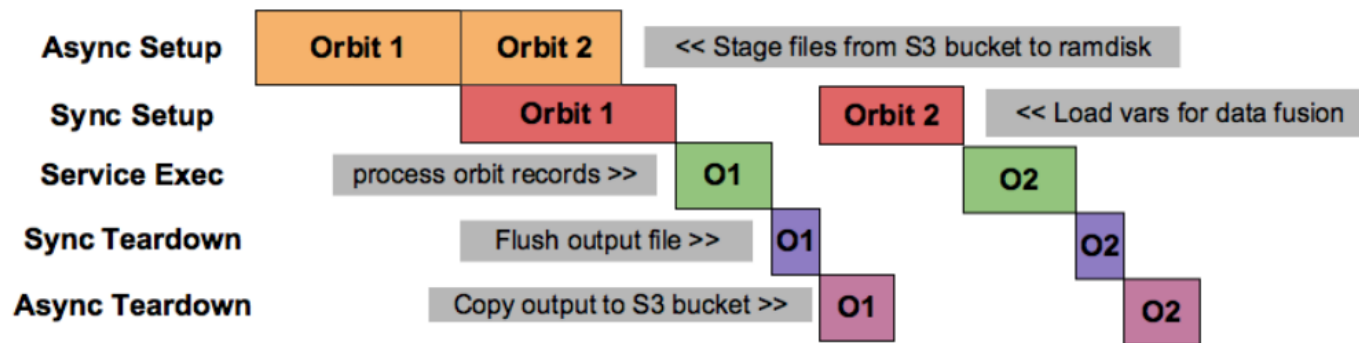 Async Setup Orbit 1 Orbit 2 << Stage files from S3 bucket to ramdisk
Sync Setup Orbit 1 Orbit 2 << Load vars for data fusion
Service Exec process orbit records >> O1 O2
Sync Teardown Flush output file >> O1 O2
Async Teardown Copy output to S3 bucket >> O1 O2